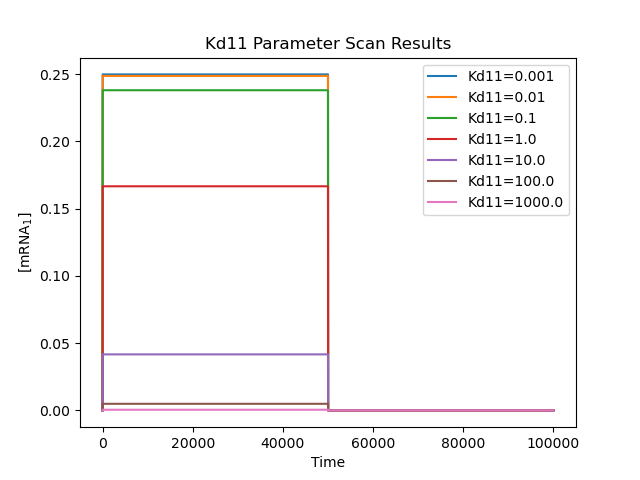 Kd11 Parameter Scan Results
0.25
0.20
0.15
0.10
0.05
0.00
[mRNA₁]
Kd11=0.001
Kd11=0.01
Kd11=0.1
Kd11=1.0
Kd11=10.0
Kd11=100.0
Kd11=1000.0
0 20000 40000 60000 80000 100000
Time